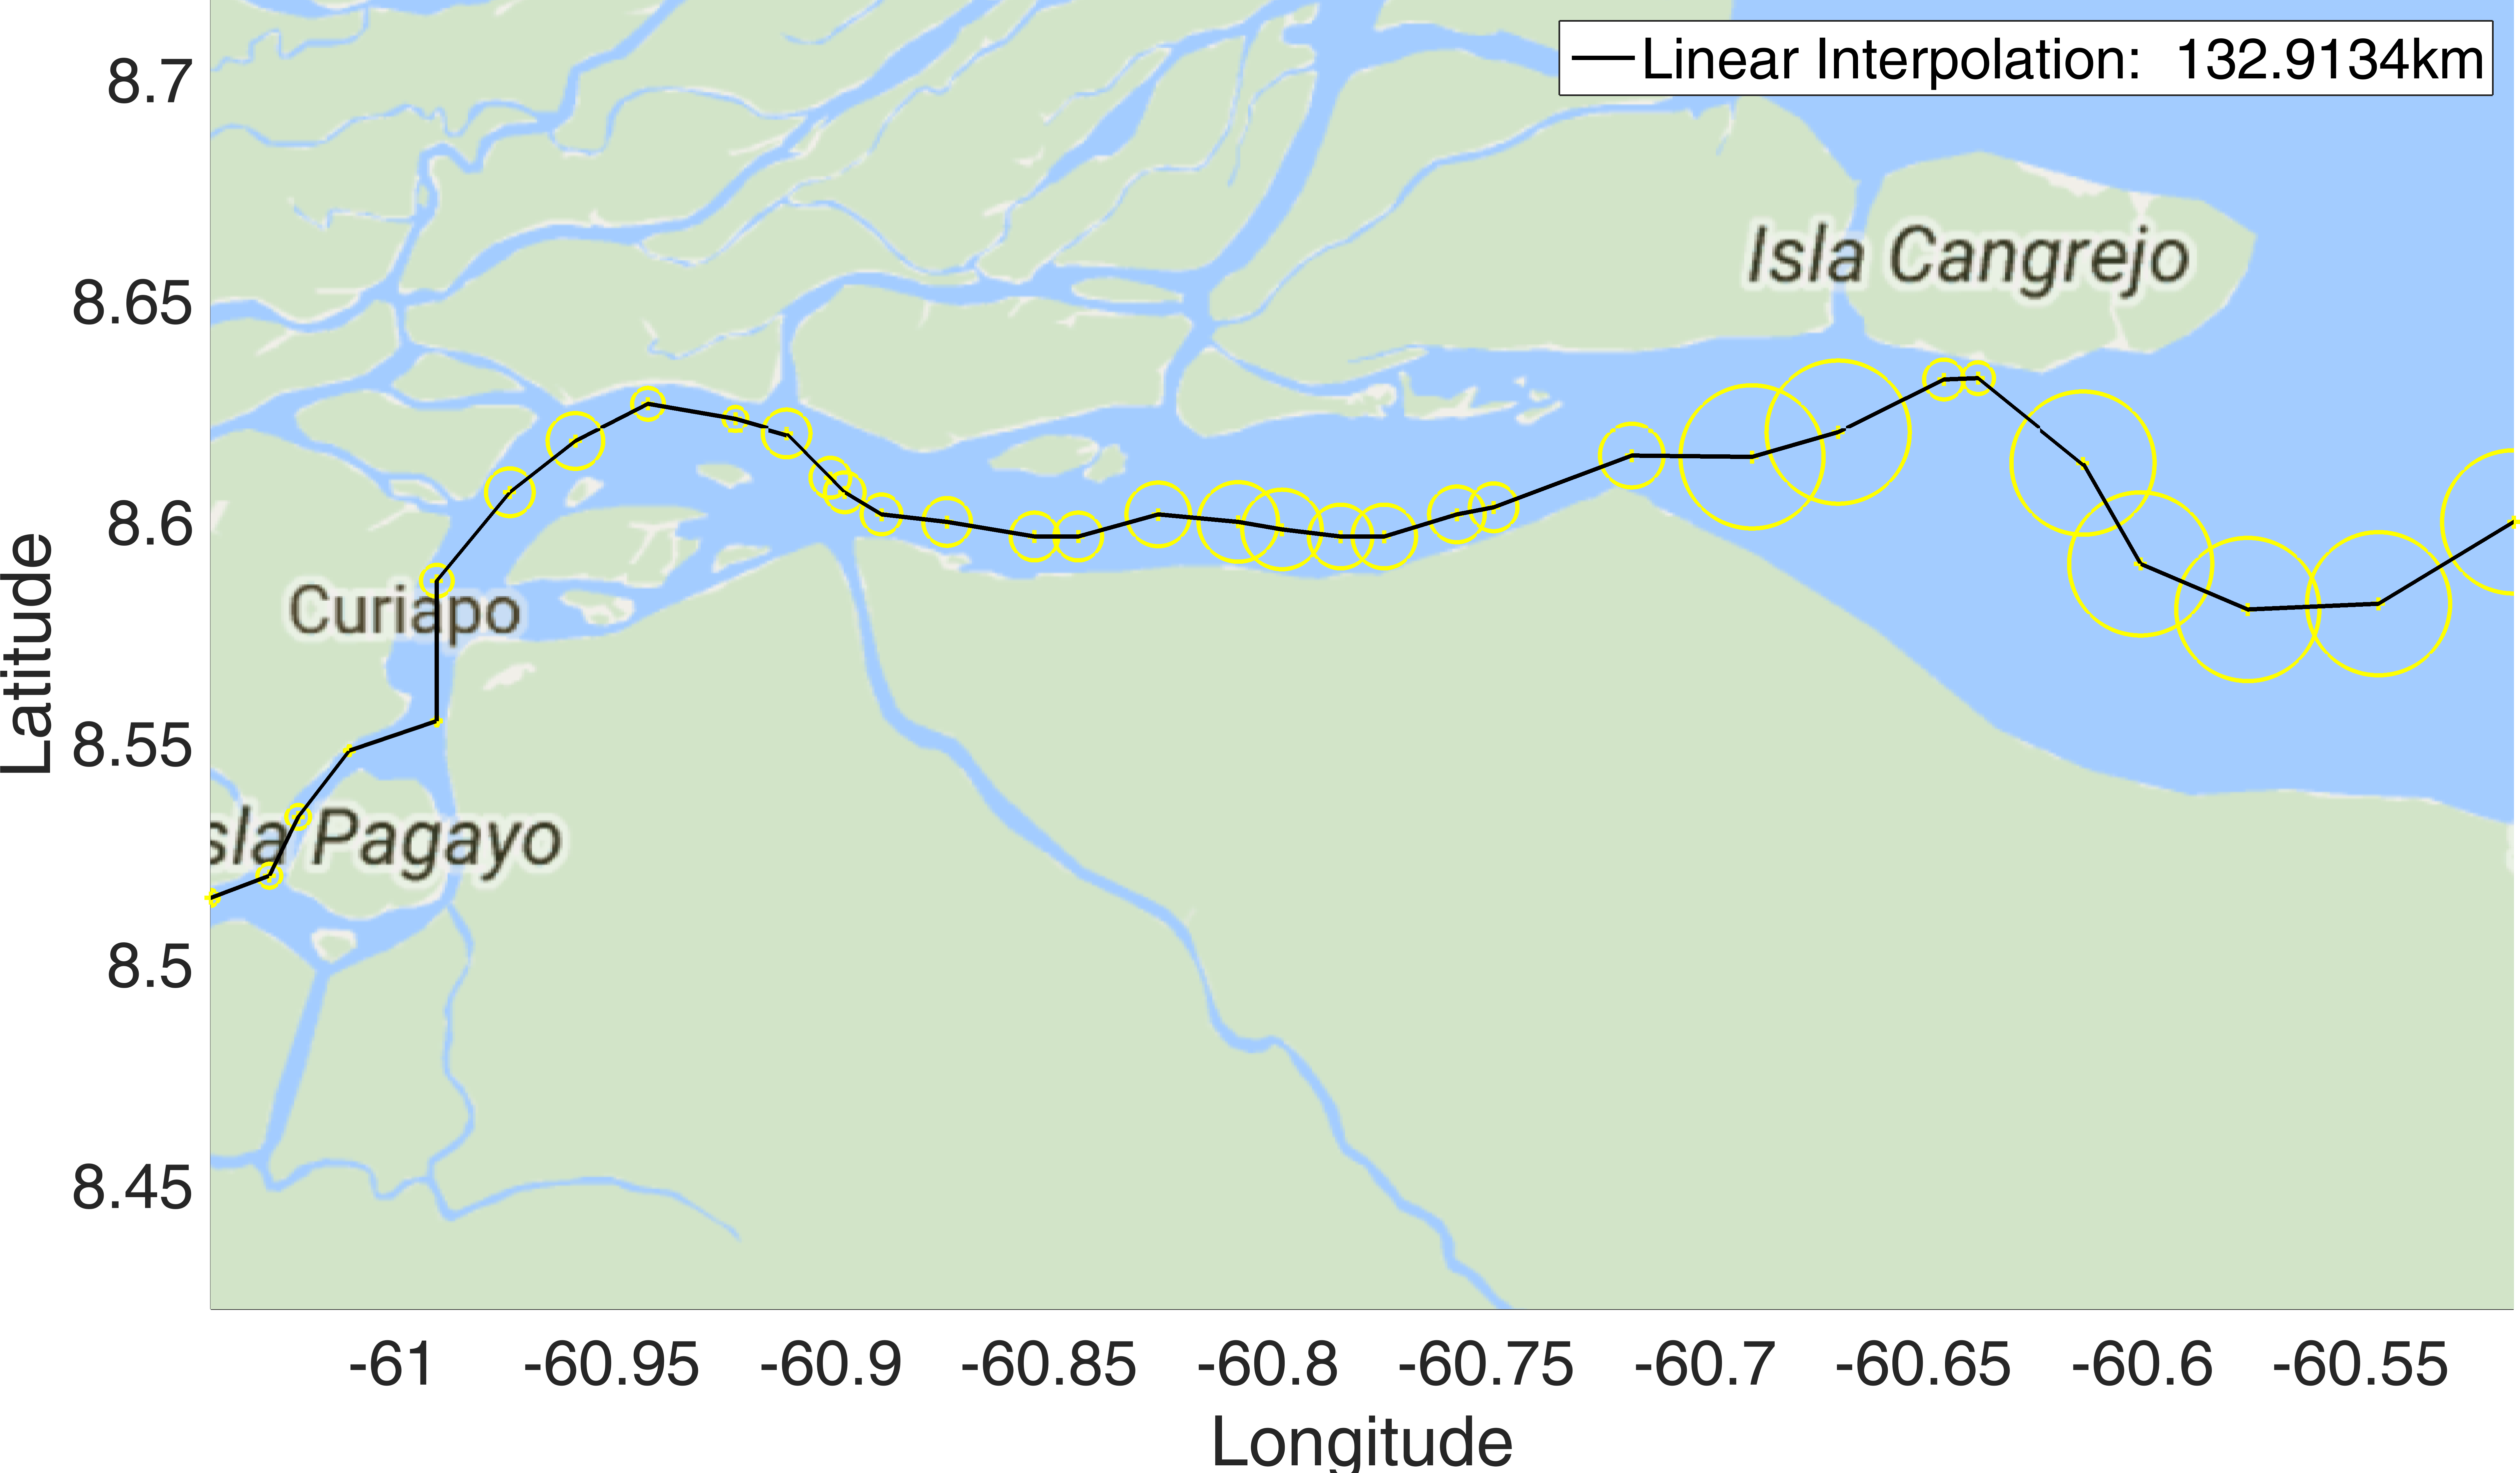 Linear Interpolation: 132.9134km
8.7
8.65
8.6
8.55
8.5
8.45
Latitude
Isla Cangrejo
Curiapo
sla Pagayo
-61 -60.95 -60.9 -60.85 -60.8 -60.75 -60.7 -60.65 -60.6 -60.55
Longitude